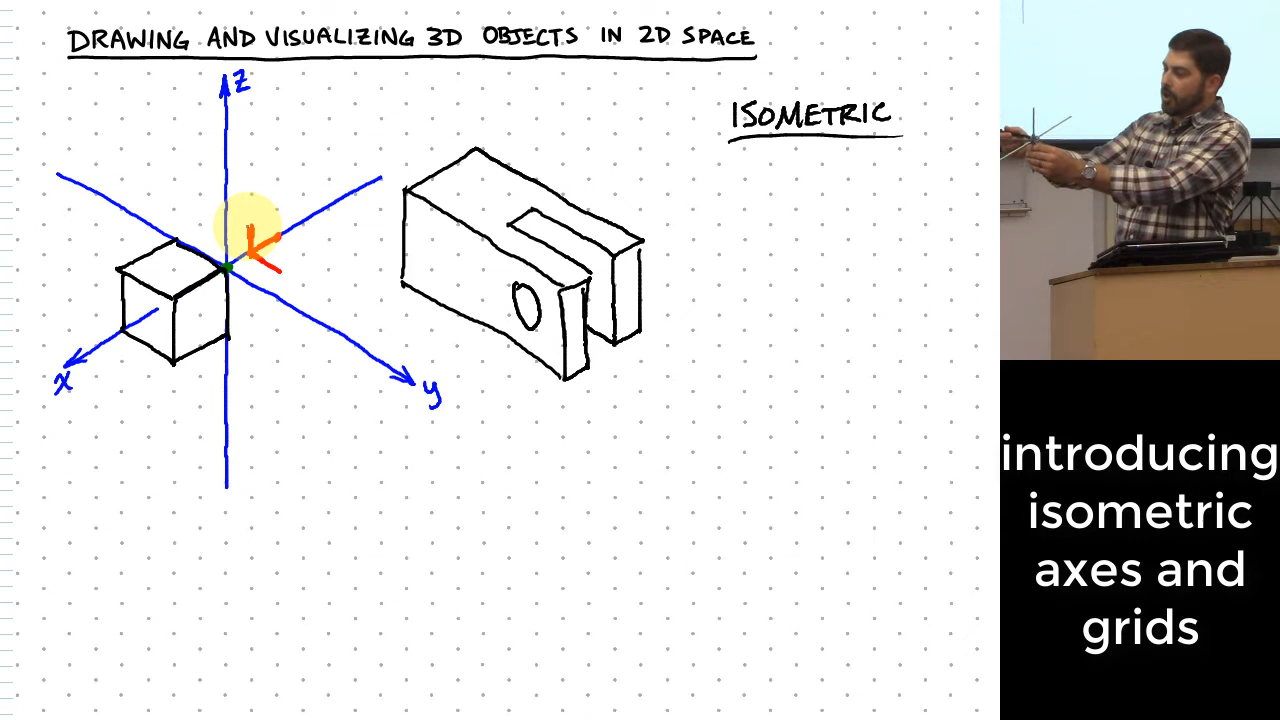 DRAWING AND VISUALIZING 3D OBJECTS IN 2D SPACE
z
ISOMETRIC
x
y
introducing
isometric
axes and
grids